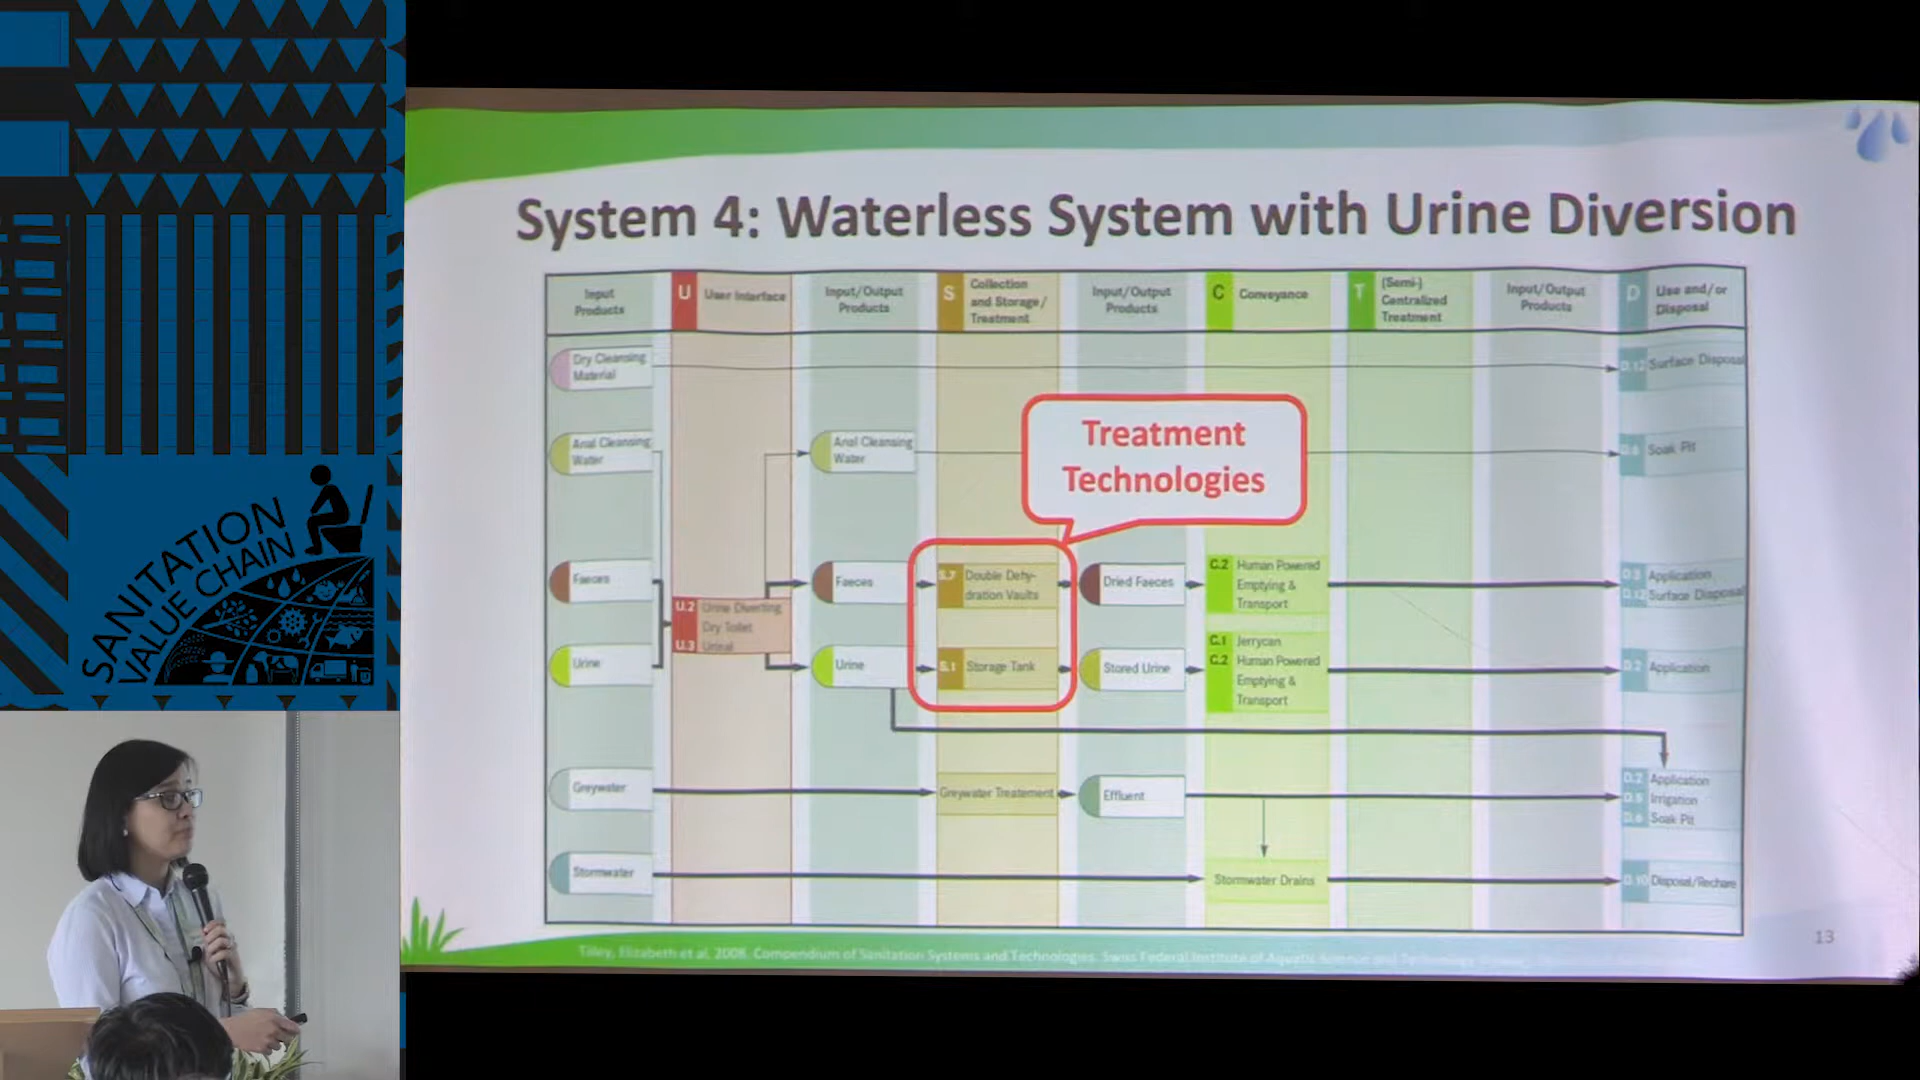 SANITATION
VALUE CHAIN
System 4: Waterless System with Urine Diversion
Input
Products
U
User Interface
Input/Output
Products
S
Collection
and Storage/
Treatment
Input/Output
Products
C
Conveyance
T
(Semi-)
Centralized
Treatment
Input/Output
Products
D
Use and/or
Disposal
Dry Cleansing
Material
D.12 Surface Disposal
Anal Cleansing
Water
Anal Cleansing
Water
Soak Pit
Treatment
Technologies
Faeces
U.2 Urine Diverting
Dry Toilet
U.3 Urinal
Faeces
S.7 Double Dehy-
dration Vaults
Dried Faeces
C.2 Human Powered
Emptying &
Transport
Application
D.12 Surface Disposal
Urine
Urine
S.1 Storage Tank
Stored Urine
C.1 Jerrycan
C.2 Human Powered
Emptying &
Transport
D.2 Application
Greywater
Greywater Treatement
Effluent
D.2 Application
Irrigation
Soak Pit
Stormwater
Stormwater Drains
D.10 Disposal/Recharge
Tilley, Elizabeth et al, 2008. Compendium of Sanitation Systems and Technologies. Swiss Federal Institute of Aquatic Science and Technology
13